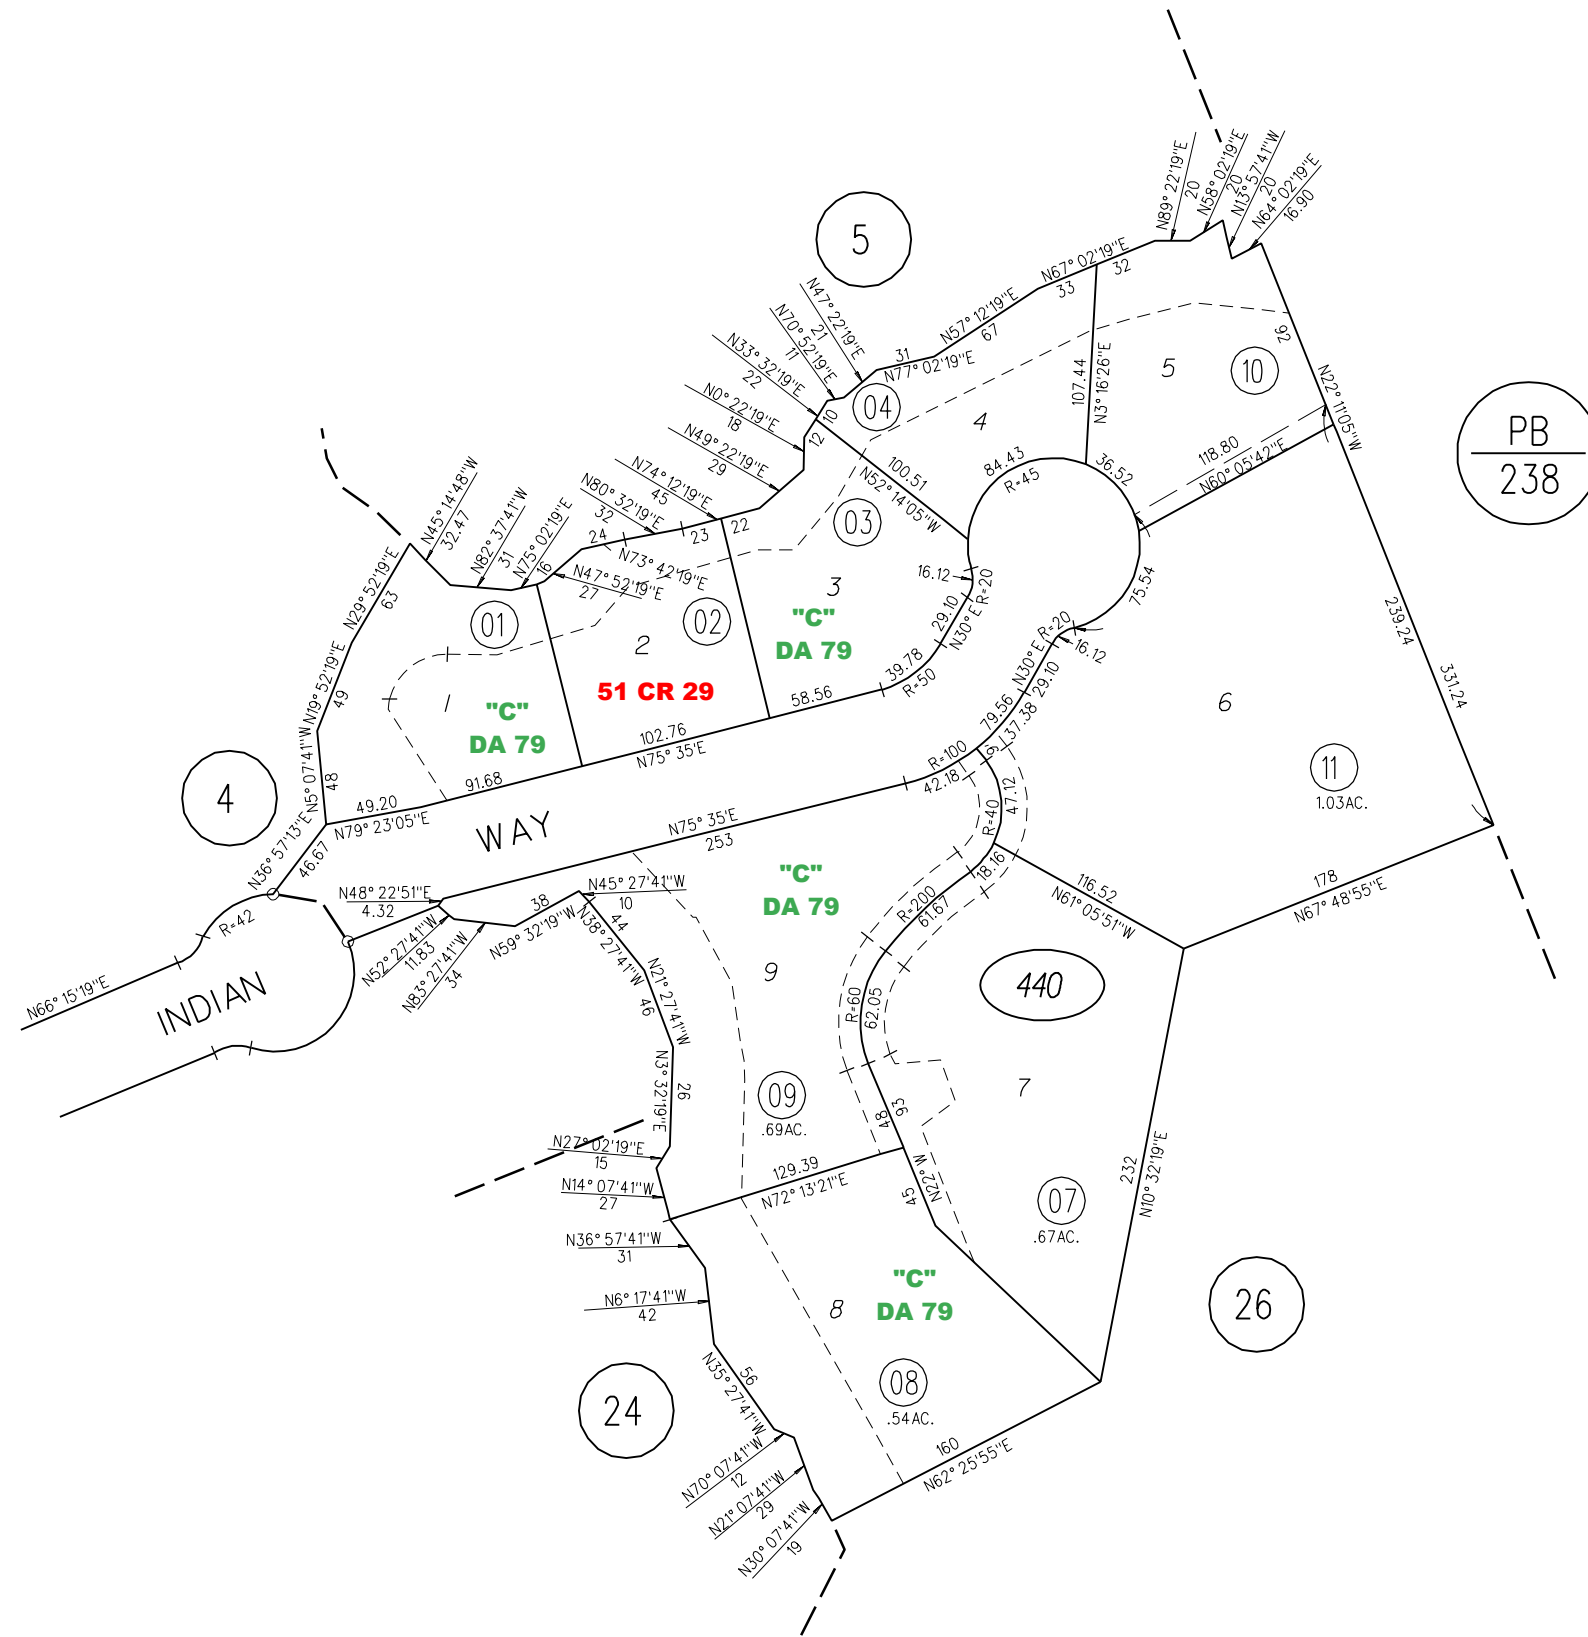 N89° 22'19"E
20
N58° 02'19"E
20
N13° 57'41"W
20
N64° 02'19"E
16.90
5
N67° 02'19"E
33
32
N47° 22'19"E
21
N70° 52'19"E
11
N33° 32'19"E
22
N0° 22'19"E
18
N49° 22'19"E
29
N74° 12'19"E
45
N80° 32'19"E
32
31
N77° 02'19"E
N57° 12'19"E
67
04
10
12
4
107.44
N3° 16'26"E
5
10
92
N22° 11'05"W
PB
238
100.51
N52° 14'05"W
84.43
R=45
36.52
118.80
N60° 05'42"E
N45° 14'48"W
32.47
N82° 37'41"W
31
N75° 02'19"E
16
24
N73° 42'19"E
23
22
N47° 52'19"E
27
03
3
16.12
R=20
29.10
N30° E
75.54
R=20
16.12
N29° 52'19"E
63
01
02
2
"C"
DA 79
51 CR 29
39.78
R=50
58.56
N30° E
29.10
239.24
331.24
N19° 52'19"E
49
1
"C"
DA 79
102.76
N75° 35'E
79.56
37.38
6
N5° 07'41"W
48
91.68
49.20
N79° 23'05"E
R=100
42.18
9
47.12
R=40
11
1.03AC.
4
WAY
N75° 35'E
253
N36° 57'13"E
46.67
N48° 22'51"E
4.32
38
N59° 32'19"W
N45° 27'41"W
10
44
N38° 27'41"W
"C"
DA 79
18.16
R=200
61.67
116.52
N61° 05'51"W
178
N67° 48'55"E
R=42
N52° 27'41"W
11.83
N83° 27'41"W
34
N66° 15'19"E
INDIAN
N21° 27'41"W
46
9
440
R=60
62.05
N3° 32'19"E
26
09
.69AC.
7
48
93
N27° 02'19"E
15
N14° 07'41"W
27
129.39
N72° 13'21"E
N22° W
45
07
.67AC.
232
N10° 32'19"E
N36° 57'41"W
31
N6° 17'41"W
42
8
"C"
DA 79
26
24
56
N35° 27'41"W
08
.54AC.
N70° 07'41"W
12
N21° 07'41"W
29
N30° 07'41"W
19
160
N62° 25'55"E